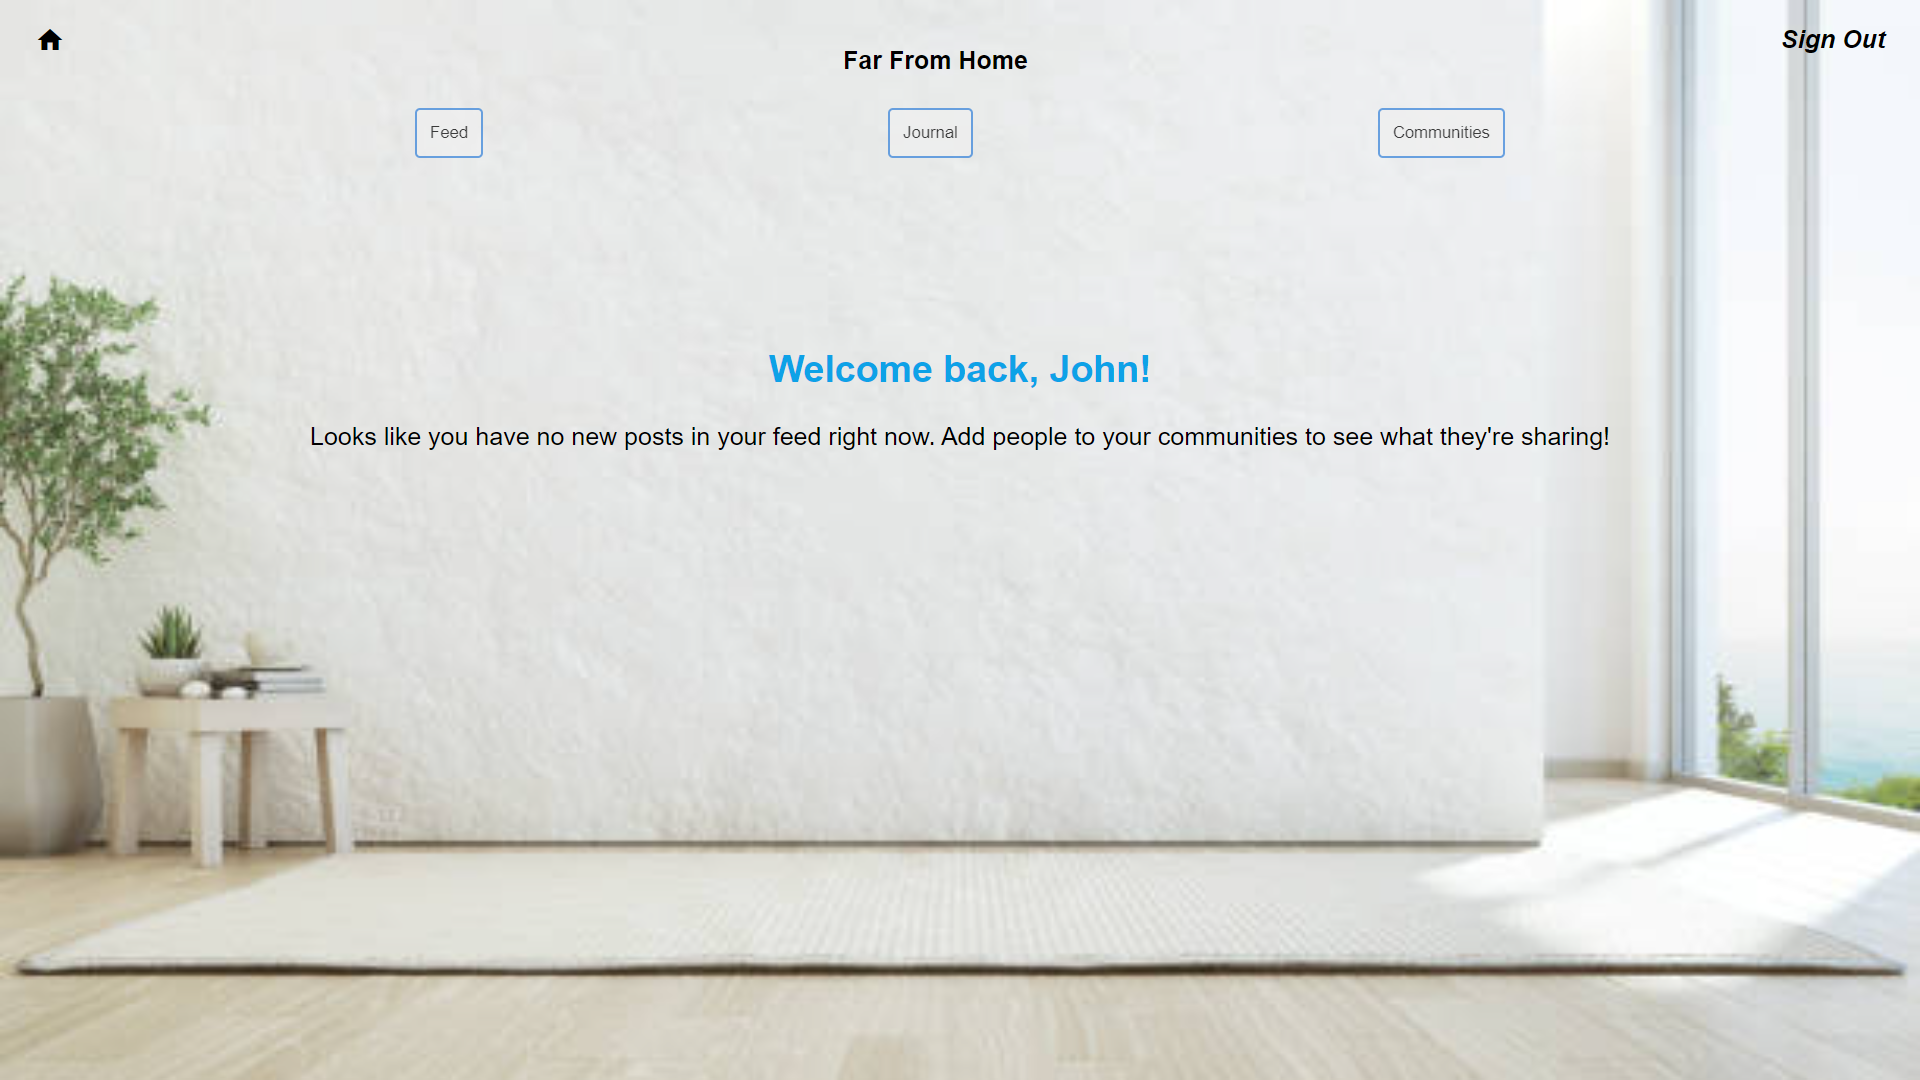 Sign Out
Far From Home
Feed
Journal
Communities
Welcome back, John!
Looks like you have no new posts in your feed right now. Add people to your communities to see what they're sharing!